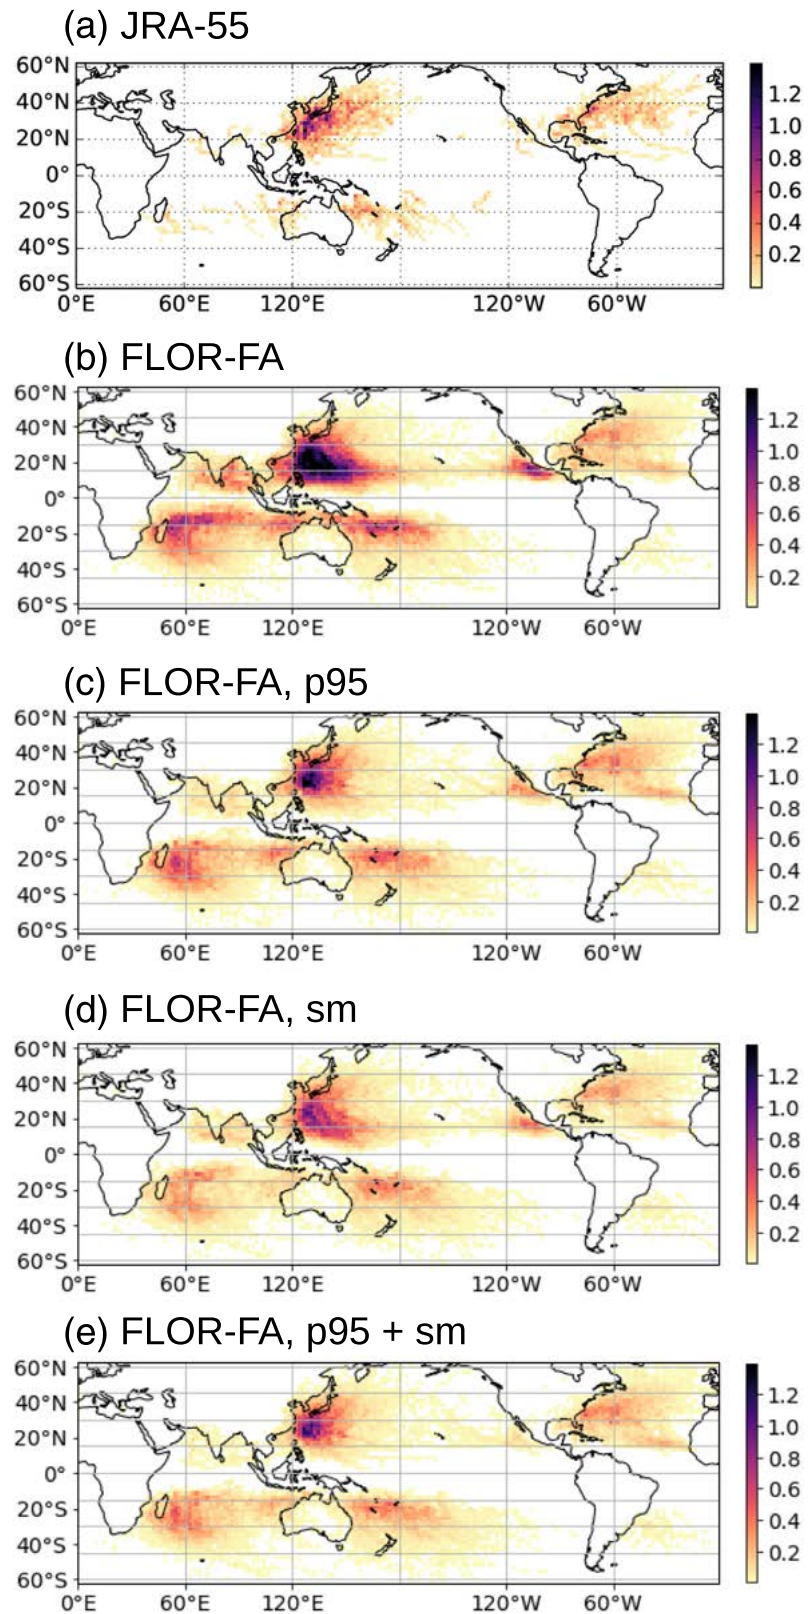 (a) JRA-55
60°N
40°N
20°N
0°
20°S
40°S
60°S
0°E 60°E 120°E 120°W 60°W
1.2
1.0
0.8
0.6
0.4
0.2
(b) FLOR-FA
60°N
40°N
20°N
0°
20°S
40°S
60°S
0°E 60°E 120°E 120°W 60°W
1.2
1.0
0.8
0.6
0.4
0.2
(c) FLOR-FA, p95
60°N
40°N
20°N
0°
20°S
40°S
60°S
0°E 60°E 120°E 120°W 60°W
1.2
1.0
0.8
0.6
0.4
0.2
(d) FLOR-FA, sm
60°N
40°N
20°N
0°
20°S
40°S
60°S
0°E 60°E 120°E 120°W 60°W
1.2
1.0
0.8
0.6
0.4
0.2
(e) FLOR-FA, p95 + sm
60°N
40°N
20°N
0°
20°S
40°S
60°S
0°E 60°E 120°E 120°W 60°W
1.2
1.0
0.8
0.6
0.4
0.2